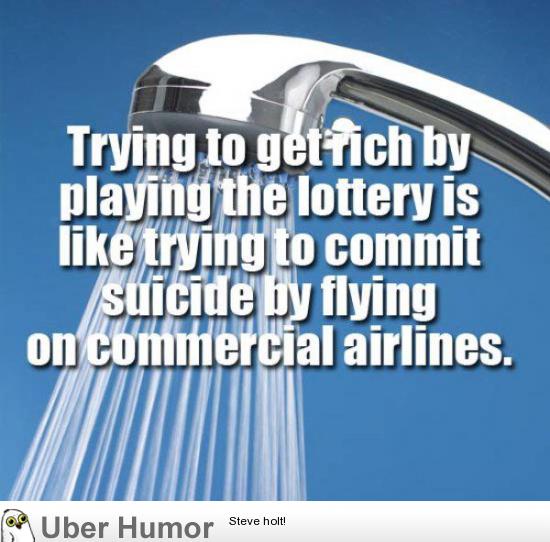 Trying to get rich by
playing the lottery is
like trying to commit
suicide by flying
on commercial airlines.
Uber Humor
Steve holt!